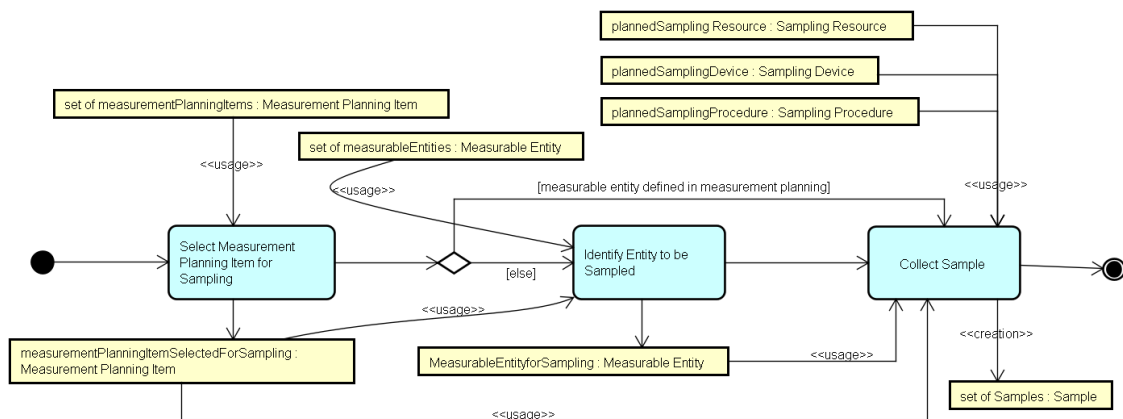 plannedSampling Resource : Sampling Resource
plannedSamplingDevice : Sampling Device
plannedSamplingProcedure : Sampling Procedure
set of measurementPlanningItems : Measurement Planning Item
set of measurableEntities : Measurable Entity
<<usage>>
<<usage>>
[measurable entity defined in measurement planning]
<<usage>>
Select Measurement
Planning Item for
Sampling
[else]
Identify Entity to be
Sampled
Collect Sample
<<usage>>
<<creation>>
measurementPlanningItemSelectedForSampling :
Measurement Planning Item
MeasurableEntityforSampling : Measurable Entity
<<usage>>
set of Samples : Sample
<<usage>>